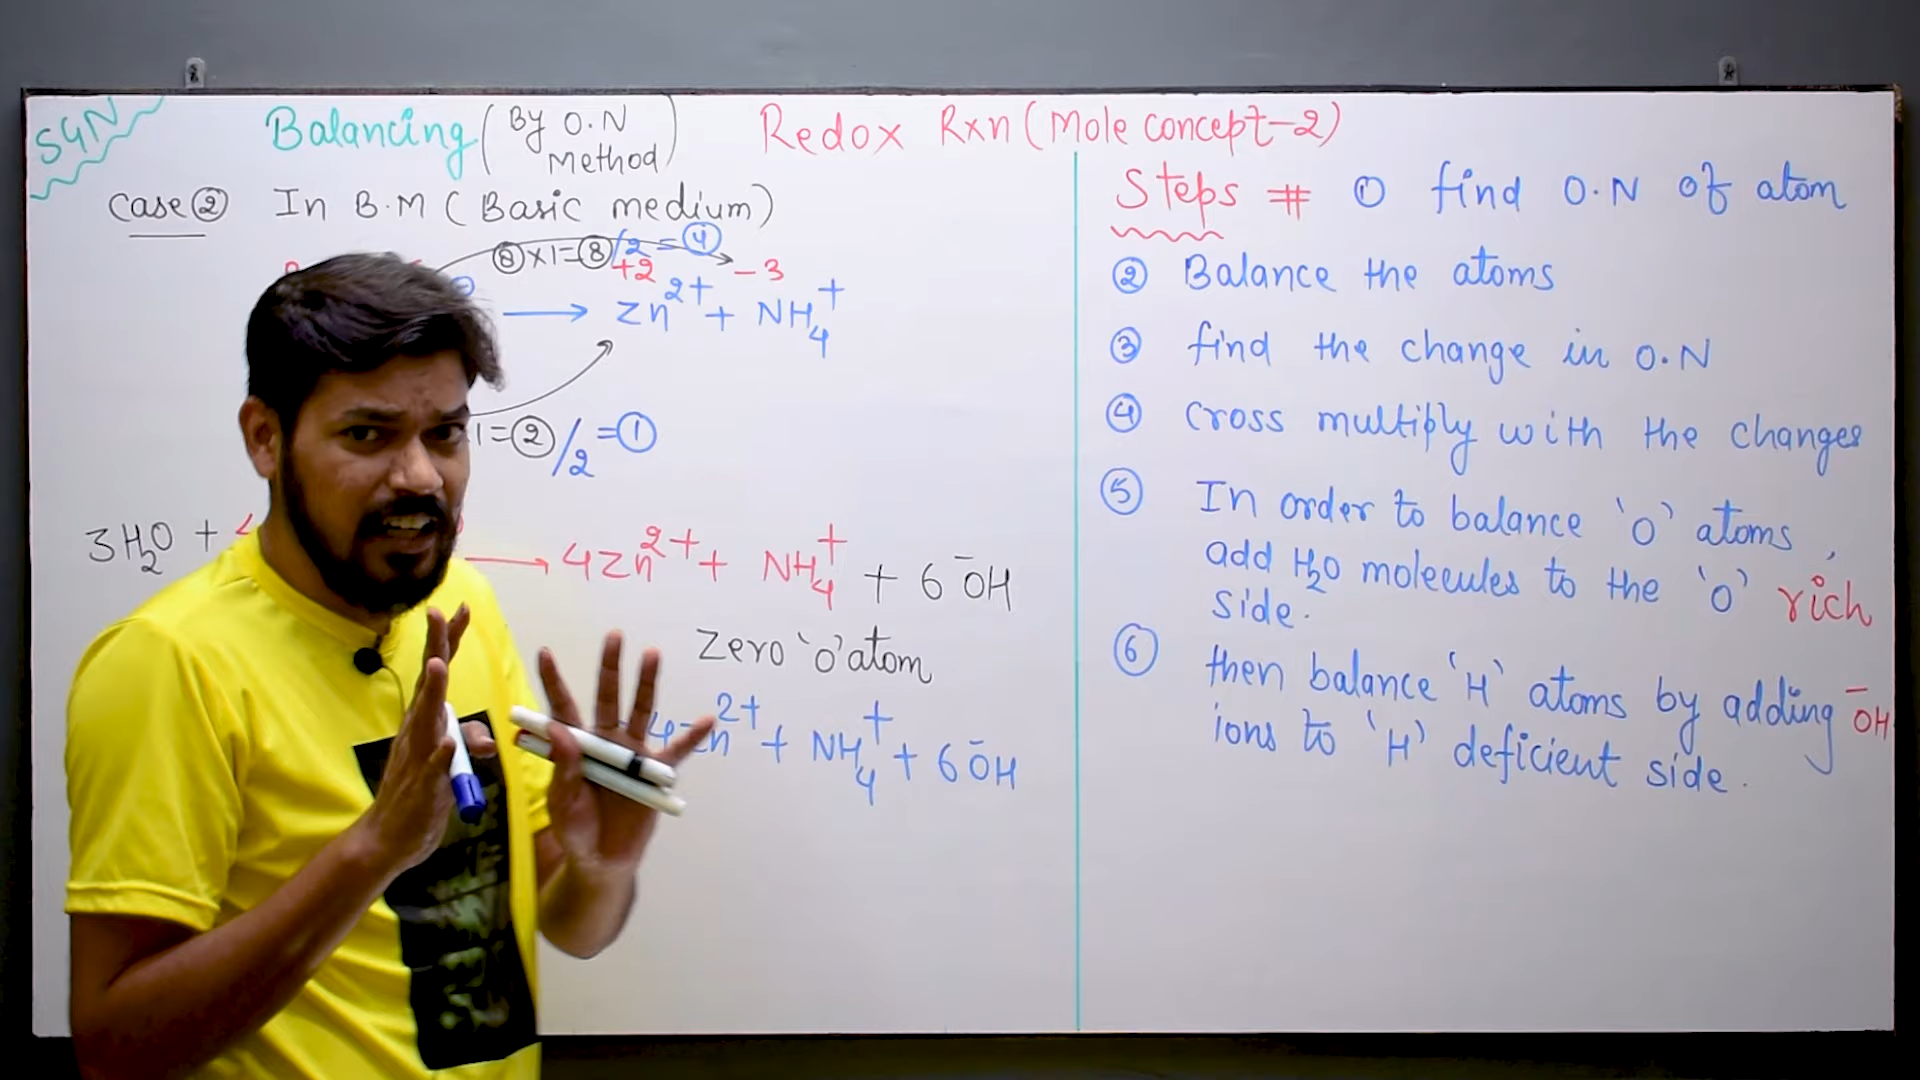 SGN
Balancing (By O.N Method) Redox Rxn (Mole concept-2)
Case ② In B.M (Basic medium)
⑧×1=⑧/2=④
+2 -3
⟶ Zn²⁺ + NH₄⁺
1=②/2=①
3H₂O + 4 ⟶ 4Zn²⁺ + NH₄⁺ + 6 ŌH
Zero 'O' atom
4Zn²⁺ + NH₄⁺ + 6 ŌH
Steps # ① find O.N of atom
② Balance the atoms
③ find the change in O.N
④ Cross multiply with the changes
⑤ In order to balance 'O' atoms,
add H₂O molecules to the 'O' rich
side.
⑥ then balance 'H' atoms by adding ŌH
ions to 'H' deficient side.